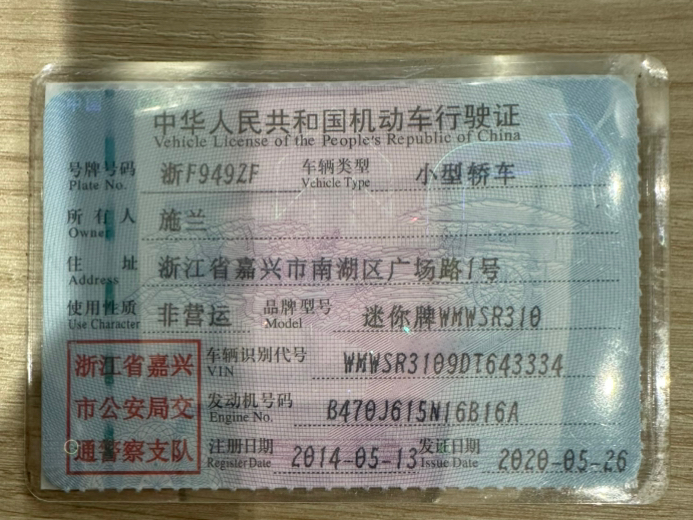 中国
中华人民共和国机动车行驶证
Vehicle License of the People's Republic of China
号牌号码 浙F949ZF 车辆类型 小型轿车
Plate No. Vehicle Type
所有人 施兰
Owner
住址 浙江省嘉兴市南湖区广场路1号
Address
使用性质 非营运 品牌型号 迷你牌WMWSR310
Use Character Model
浙江省嘉兴
市公安局交
通警察支队
车辆识别代号 WMWSR3109DT643334
VIN
发动机号码 B470J615N16B16A
Engine No.
注册日期 2014-05-13 发证日期 2020-05-26
Register Date Issue Date